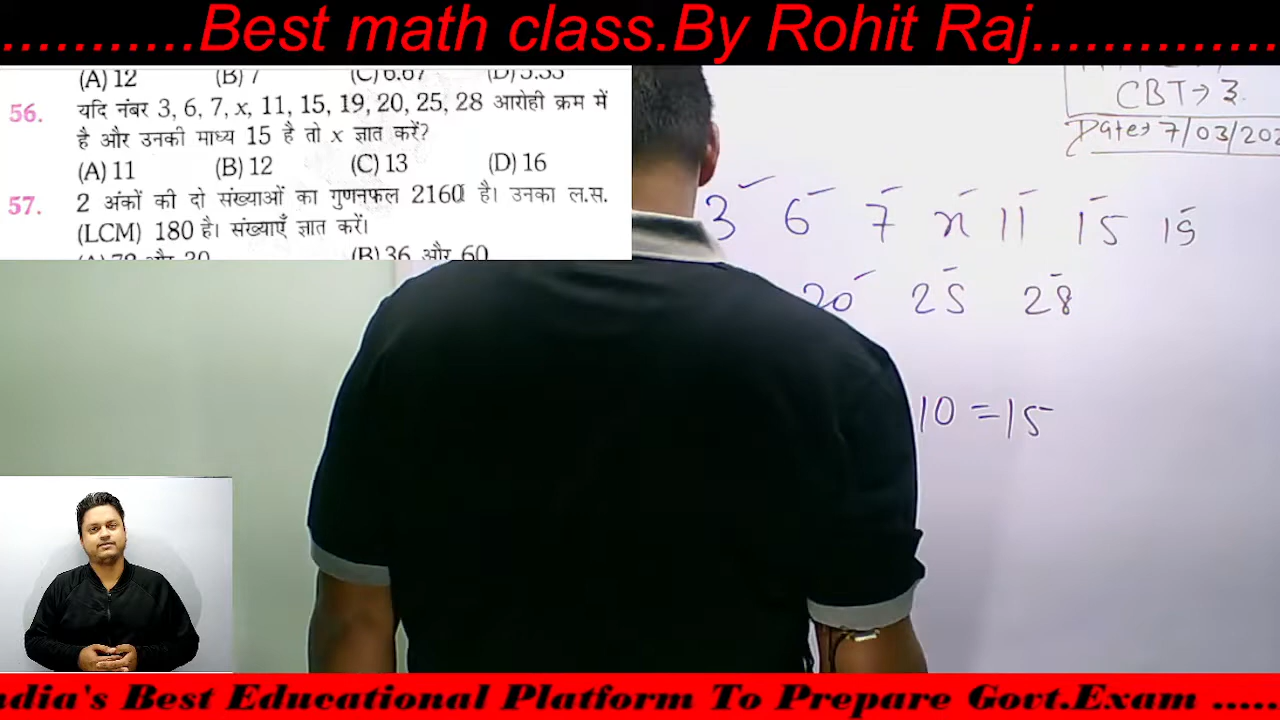 ...........Best math class.By Rohit Raj..............
(A) 12 (B) 7 (C) 6.67 (D) 5.33
56. यदि नंबर 3, 6, 7, x, 11, 15, 19, 20, 25, 28 आरोही क्रम में
है और उनकी माध्य 15 है तो x ज्ञात करें?
(A) 11 (B) 12 (C) 13 (D) 16
57. 2 अंकों की दो संख्याओं का गुणनफल 2160 है। उनका ल.स.
(LCM) 180 है। संख्याएँ ज्ञात करें।
(B) 36 और 60
CBT→ 3
Date→ 7/03/202
3 6 7 x 11 15 19
20 25 28
10 = 15
ndia's Best Educational Platform To Prepare Govt.Exam .....